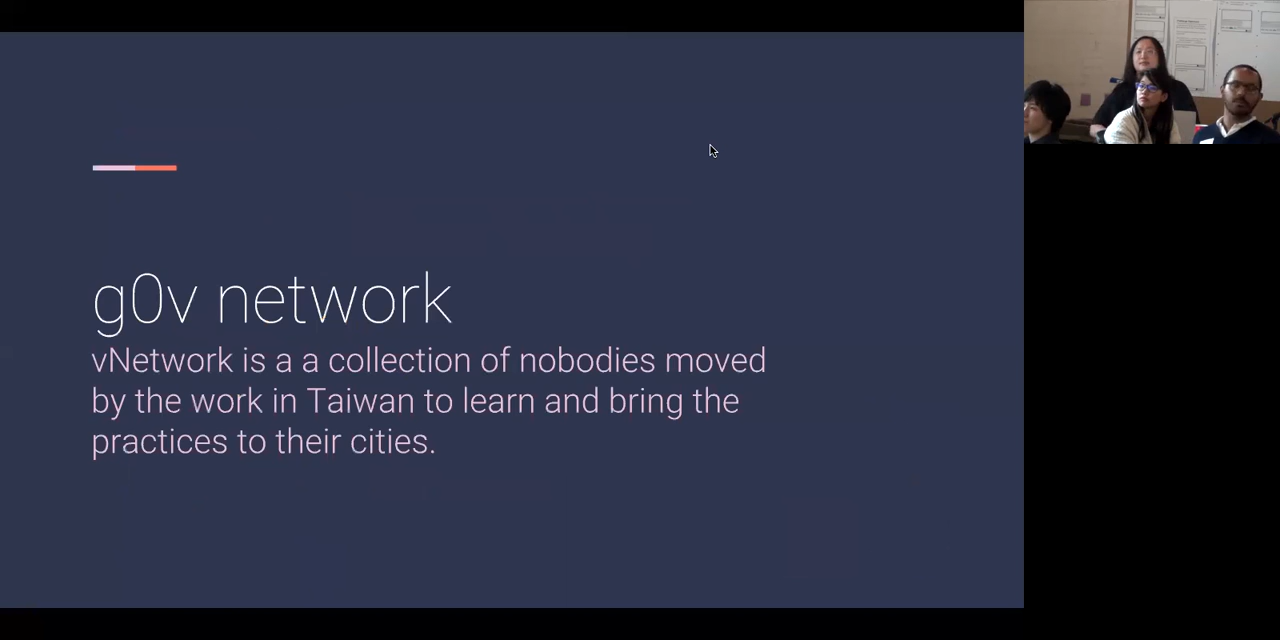 g0v network
vNetwork is a a collection of nobodies moved
by the work in Taiwan to learn and bring the
practices to their cities.